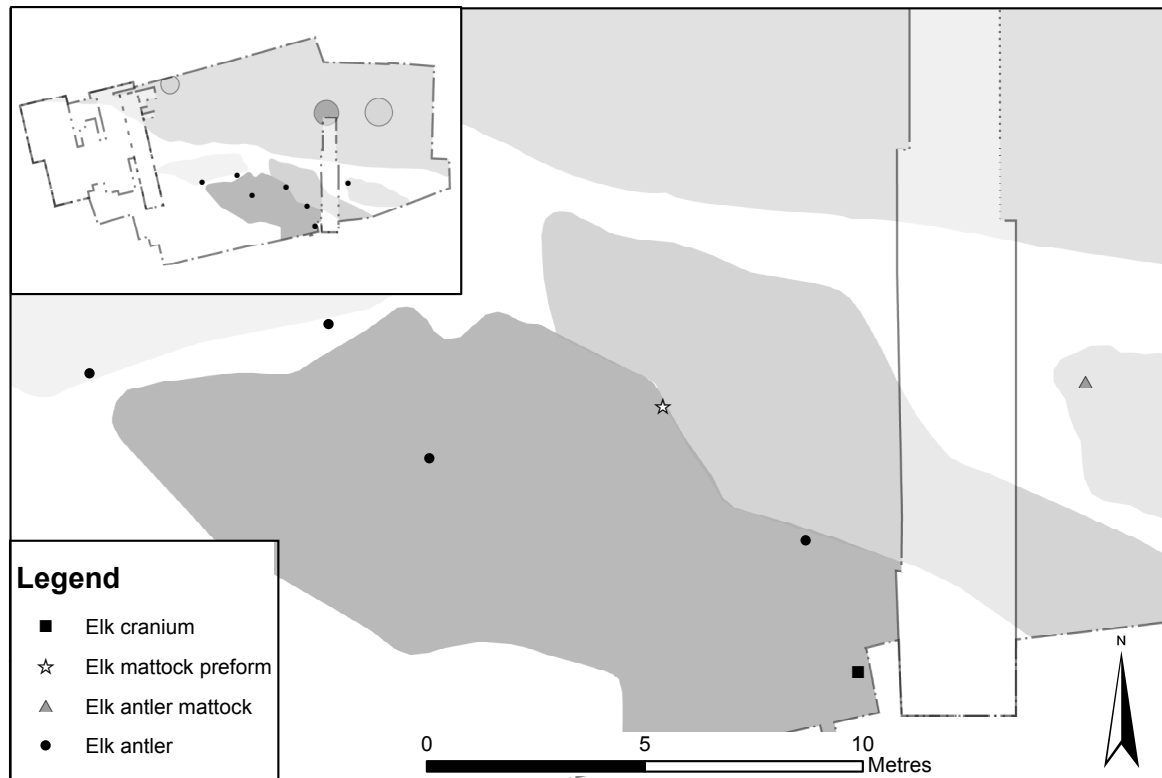 Legend
Elk cranium
Elk mattock preform
Elk antler mattock
Elk antler
0 5 10
Metres
N